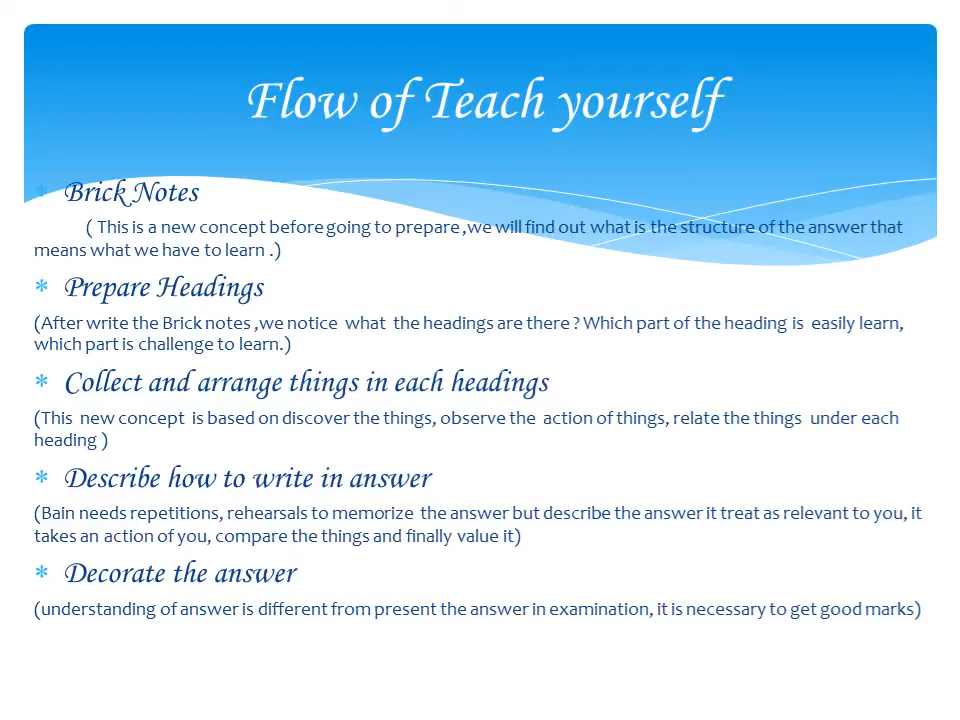 Flow of Teach yourself
* Brick Notes
( This is a new concept before going to prepare ,we will find out what is the structure of the answer that
means what we have to learn .)
* Prepare Headings
(After write the Brick notes ,we notice what the headings are there ? Which part of the heading is easily learn,
which part is challenge to learn.)
* Collect and arrange things in each headings
(This new concept is based on discover the things, observe the action of things, relate the things under each
heading )
* Describe how to write in answer
(Bain needs repetitions, rehearsals to memorize the answer but describe the answer it treat as relevant to you, it
takes an action of you, compare the things and finally value it)
* Decorate the answer
(understanding of answer is different from present the answer in examination, it is necessary to get good marks)